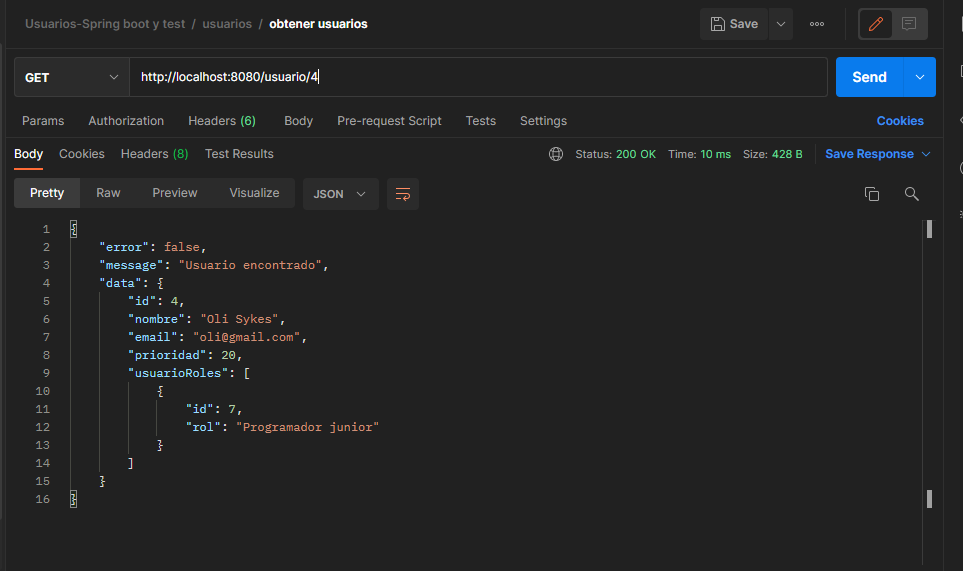 Usuarios-Spring boot y test / usuarios / obtener usuarios Save
GET http://localhost:8080/usuario/4 Send
Params Authorization Headers (6) Body Pre-request Script Tests Settings Cookies
Body Cookies Headers (8) Test Results Status: 200 OK Time: 10 ms Size: 428 B Save Response
Pretty Raw Preview Visualize JSON
1 {
2 "error": false,
3 "message": "Usuario encontrado",
4 "data": {
5 "id": 4,
6 "nombre": "Oli Sykes",
7 "email": "oli@gmail.com",
8 "prioridad": 20,
9 "usuarioRoles": [
10 {
11 "id": 7,
12 "rol": "Programador junior"
13 }
14 ]
15 }
16 }